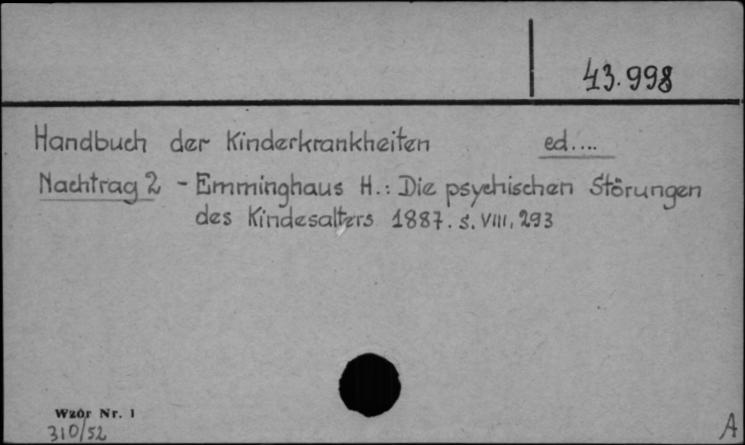 43.998
Handbuch der Kinderkrankheiten ed....
Nachtrag 2 - Emminghaus H.: Die psychischen Störungen
des Kindesalters 1887. s. VIII, 293
Wzór Nr. 1
310/52
A